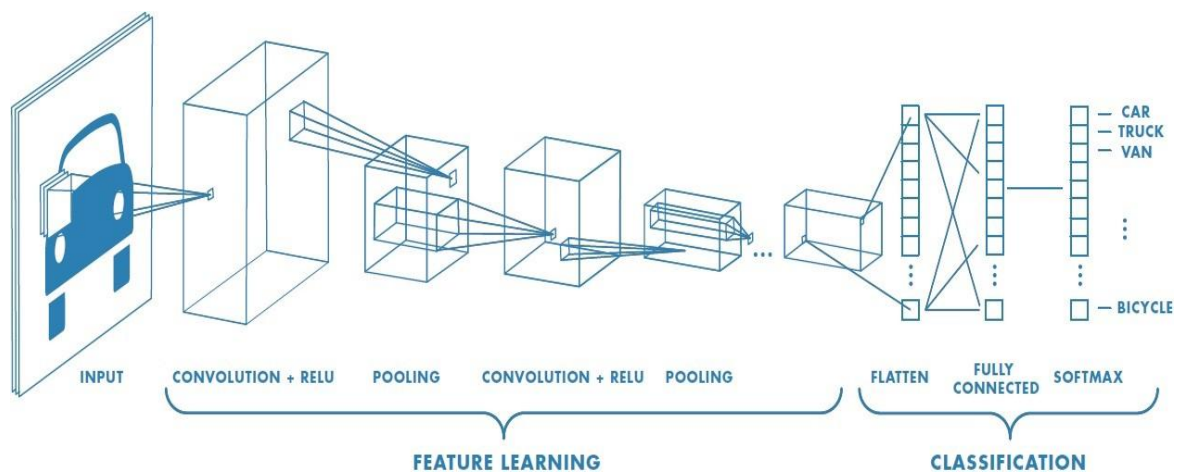 CAR
TRUCK
VAN
BICYCLE
INPUT
CONVOLUTION + RELU
POOLING
CONVOLUTION + RELU
POOLING
FLATTEN
FULLY
CONNECTED
SOFTMAX
FEATURE LEARNING
CLASSIFICATION